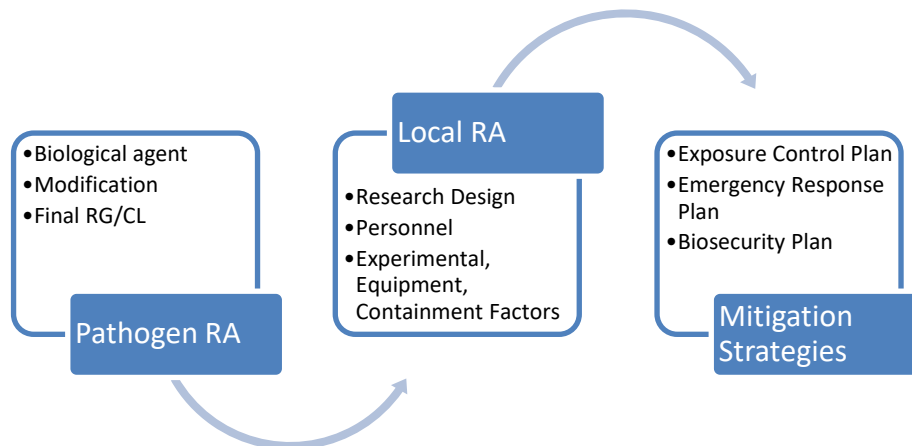 •Biological agent
•Modification
•Final RG/CL
Pathogen RA
Local RA
•Research Design
•Personnel
•Experimental,
Equipment,
Containment Factors
•Exposure Control Plan
•Emergency Response
Plan
•Biosecurity Plan
Mitigation
Strategies